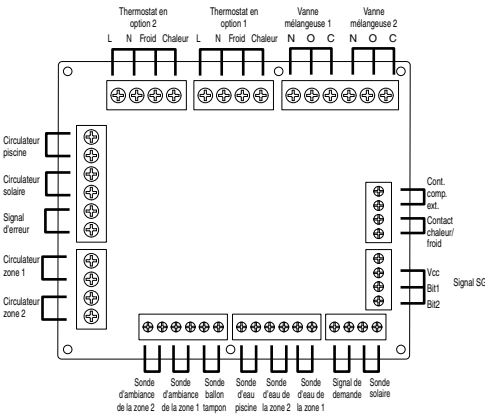 Thermostat en
option 2
Thermostat en
option 1
Vanne
mélangeuse 1
Vanne
mélangeuse 2
L N Froid Chaleur
L N Froid Chaleur
N O C
N O C
Circulateur
piscine
Circulateur
solaire
Signal
d'erreur
Circulateur
zone 1
Circulateur
zone 2
Cont.
comp.
ext.
Contact
chaleur/
froid
Vcc
Bit1
Bit2
Signal SG
Sonde
d'ambiance
de la zone 2
Sonde
d'ambiance
de la zone 1
Sonde
ballon
tampon
Sonde
d'eau
piscine
Sonde
d'eau de
la zone 2
Sonde
d'eau de
la zone 1
Signal de
demande
Sonde
solaire